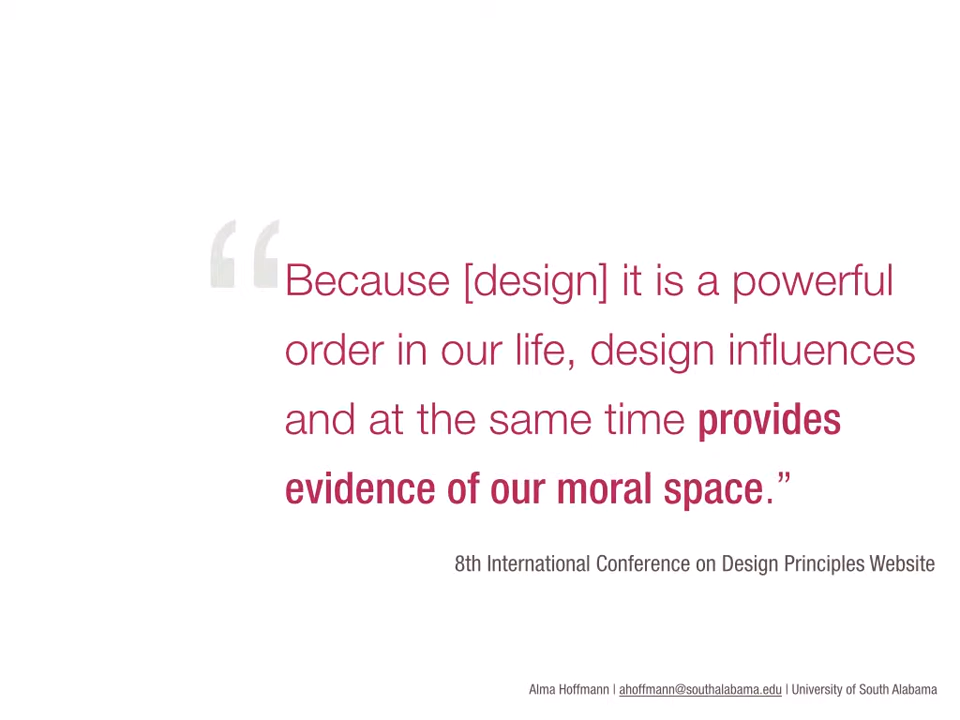 “Because [design] it is a powerful
order in our life, design influences
and at the same time provides
evidence of our moral space.”
8th International Conference on Design Principles Website
Alma Hoffmann | ahoffmann@southalabama.edu | University of South Alabama